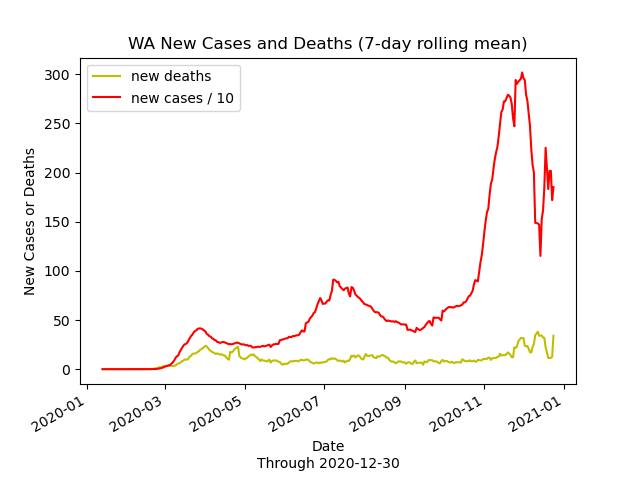 WA New Cases and Deaths (7-day rolling mean)
new deaths
new cases / 10
300
250
200
150
100
50
0
New Cases or Deaths
2020-01
2020-03
2020-05
2020-07
2020-09
2020-11
2021-01
Date
Through 2020-12-30